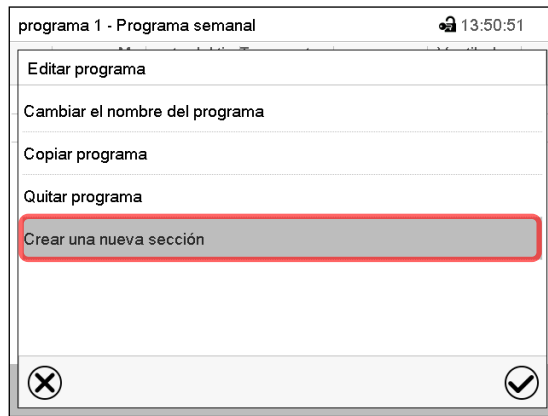 programa 1 - Programa semanal 13:50:51
Editar programa
Cambiar el nombre del programa
Copiar programa
Quitar programa
Crear una nueva sección